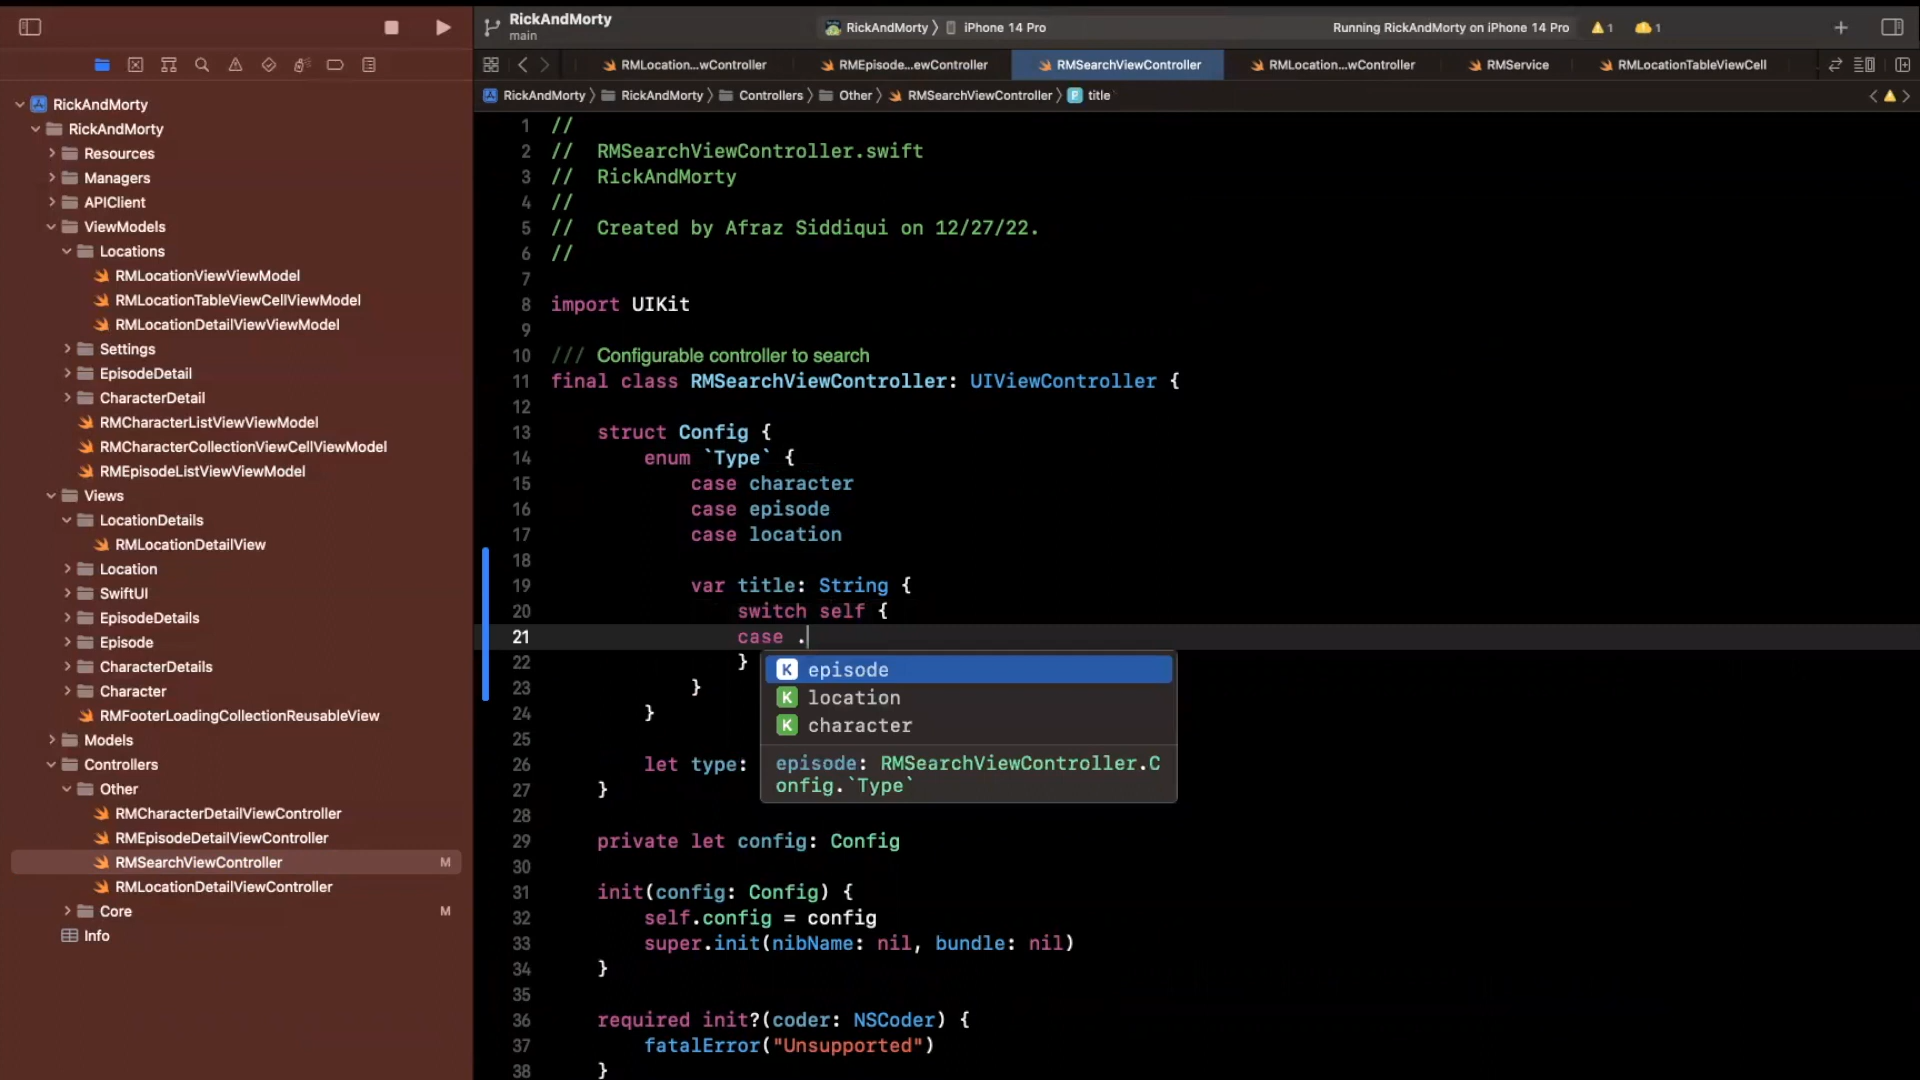 RickAndMorty
main
RickAndMorty 〉 iPhone 14 Pro
Running RickAndMorty on iPhone 14 Pro
1
1
RMLocation...wController
RMEpisode...ewController
RMSearchViewController
RMLocation...wController
RMService
RMLocationTableViewCell
RickAndMorty 〉 RickAndMorty 〉 Controllers 〉 Other 〉 RMSearchViewController 〉 P title
RickAndMorty
RickAndMorty
Resources
Managers
APIClient
ViewModels
Locations
RMLocationViewViewModel
RMLocationTableViewCellViewModel
RMLocationDetailViewViewModel
Settings
EpisodeDetail
CharacterDetail
RMCharacterListViewViewModel
RMCharacterCollectionViewCellViewModel
RMEpisodeListViewViewModel
Views
LocationDetails
RMLocationDetailView
Location
SwiftUI
EpisodeDetails
Episode
CharacterDetails
Character
RMFooterLoadingCollectionReusableView
Models
Controllers
Other
RMCharacterDetailViewController
RMEpisodeDetailViewController
RMSearchViewController M
RMLocationDetailViewController
Core M
Info
1 //
2 //  RMSearchViewController.swift
3 //  RickAndMorty
4 //
5 //  Created by Afraz Siddiqui on 12/27/22.
6 //
7
8 import UIKit
9
10 /// Configurable controller to search
11 final class RMSearchViewController: UIViewController {
12
13     struct Config {
14         enum `Type` {
15             case character
16             case episode
17             case location
18
19             var title: String {
20                 switch self {
21                 case .
22                 }
23             }
24         }
25
26         let type:
27     }
28
29     private let config: Config
30
31     init(config: Config) {
32         self.config = config
33         super.init(nibName: nil, bundle: nil)
34     }
35
36     required init?(coder: NSCoder) {
37         fatalError("Unsupported")
38     }
K episode
K location
K character
episode: RMSearchViewController.C
onfig.`Type`